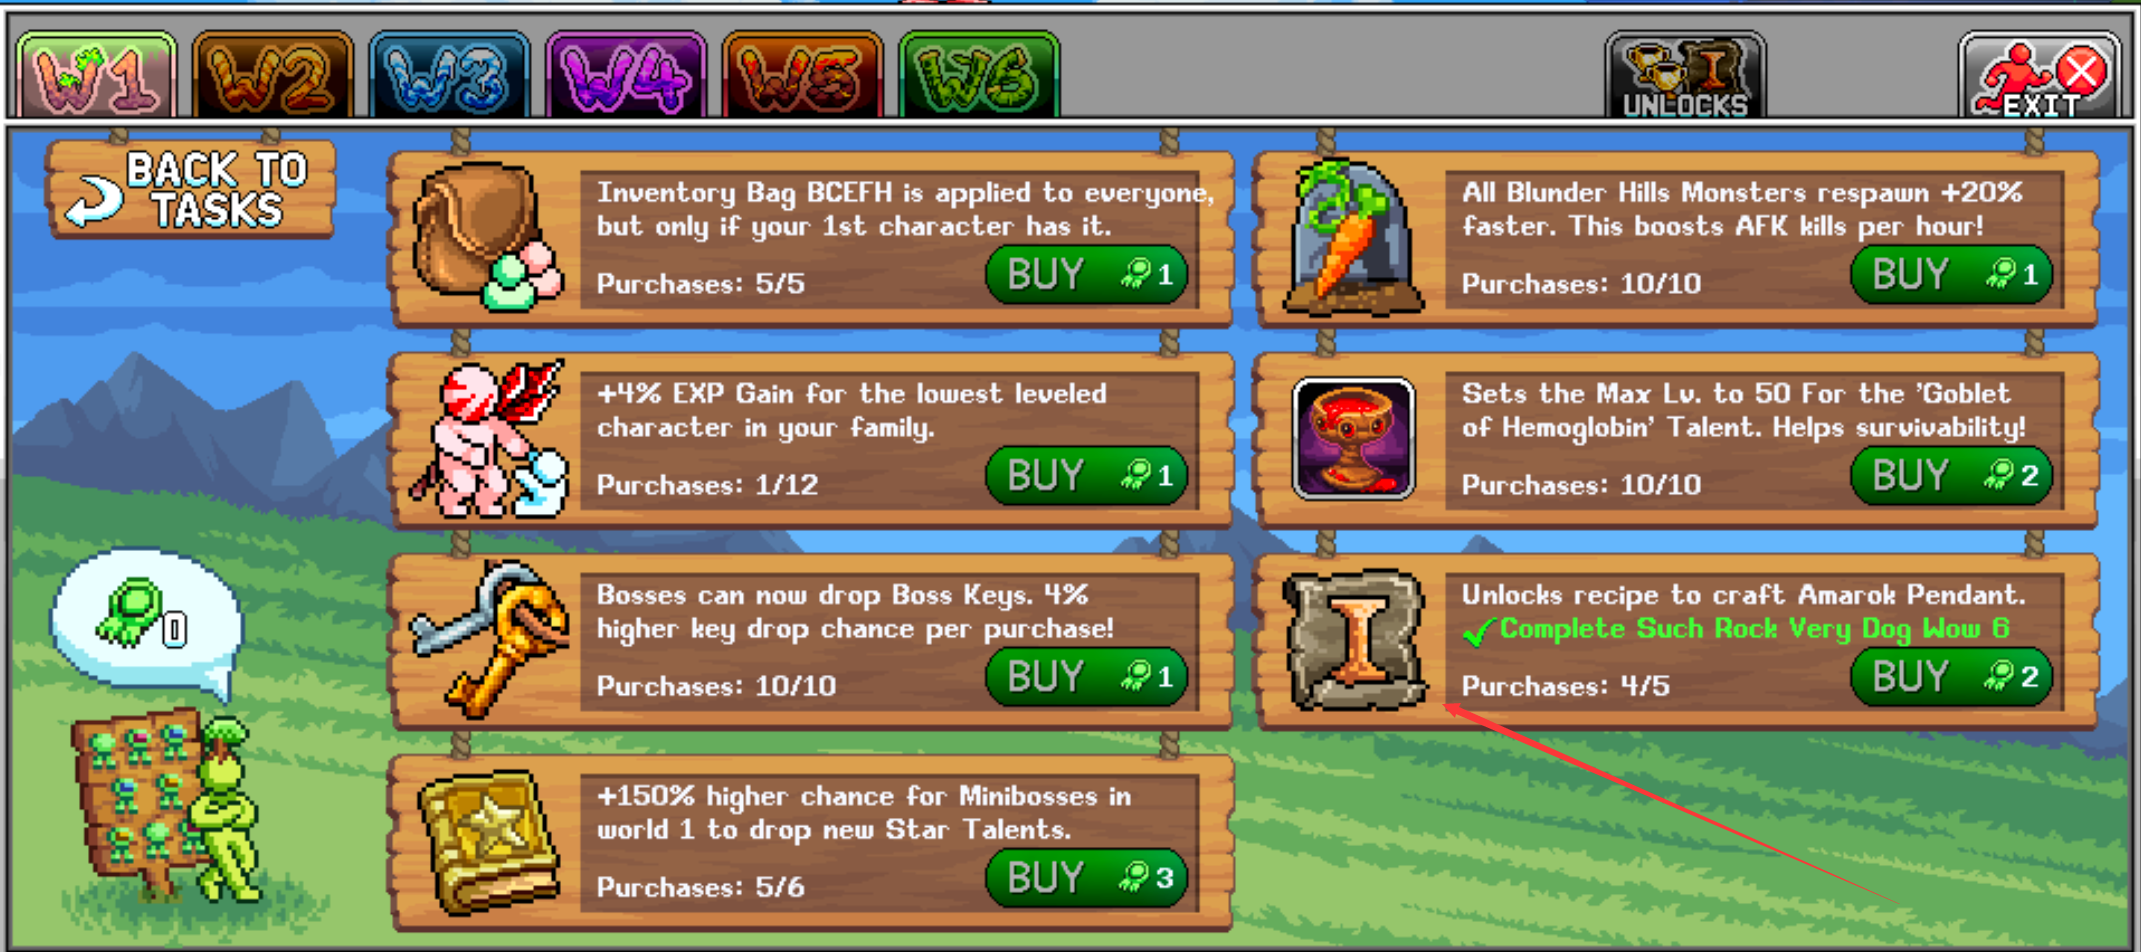 W1 W2 W3 W4 W5 W6 UNLOCKS EXIT
BACK TO
TASKS
Inventory Bag BCEFH is applied to everyone,
but only if your 1st character has it.
Purchases: 5/5 BUY 1
All Blunder Hills Monsters respawn +20%
faster. This boosts AFK kills per hour!
Purchases: 10/10 BUY 1
+4% EXP Gain for the lowest leveled
character in your family.
Purchases: 1/12 BUY 1
Sets the Max Lv. to 50 For the 'Goblet
of Hemoglobin' Talent. Helps survivability!
Purchases: 10/10 BUY 2
Bosses can now drop Boss Keys. 4%
higher key drop chance per purchase!
Purchases: 10/10 BUY 1
Unlocks recipe to craft Amarok Pendant.
✓Complete Such Rock Very Dog Wow 6
Purchases: 4/5 BUY 2
+150% higher chance for Minibosses in
world 1 to drop new Star Talents.
Purchases: 5/6 BUY 3
0